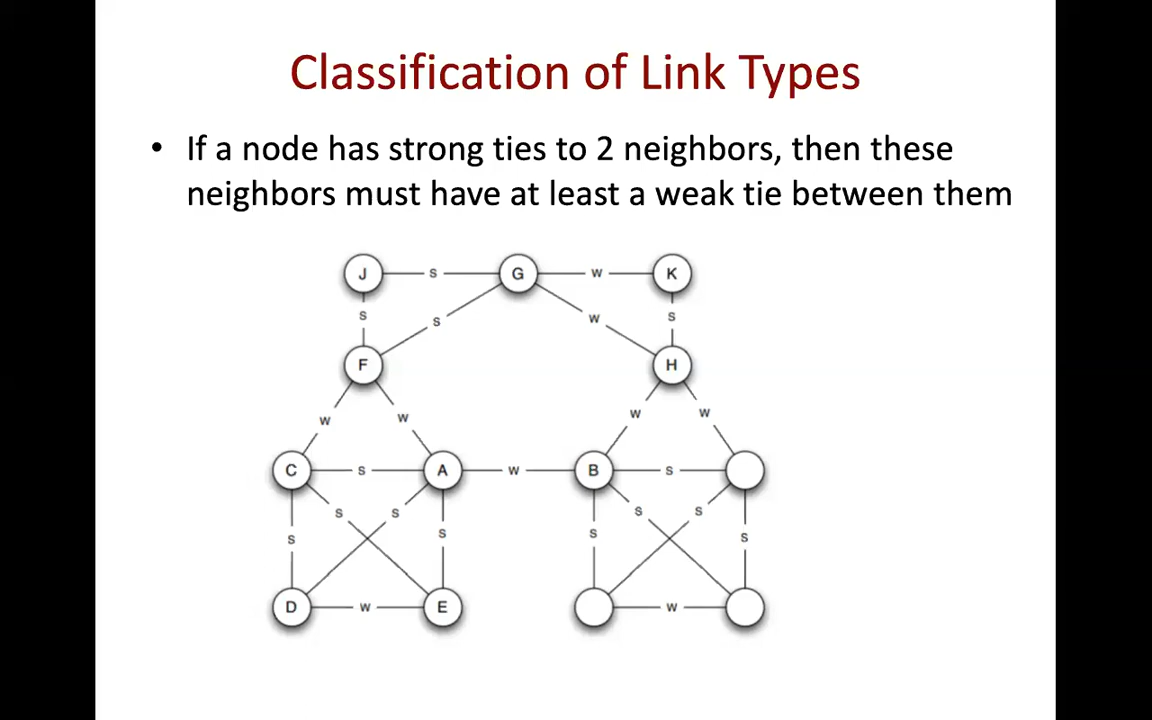 Classification of Link Types
• If a node has strong ties to 2 neighbors, then these
neighbors must have at least a weak tie between them
J S G W K
S S W S
F H
W W W W
C S A W B S
S S S S S S S S
D W E W